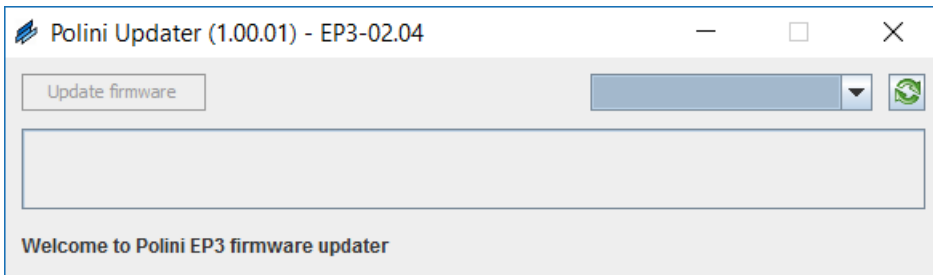 Polini Updater (1.00.01) - EP3-02.04
Update firmware
Welcome to Polini EP3 firmware updater